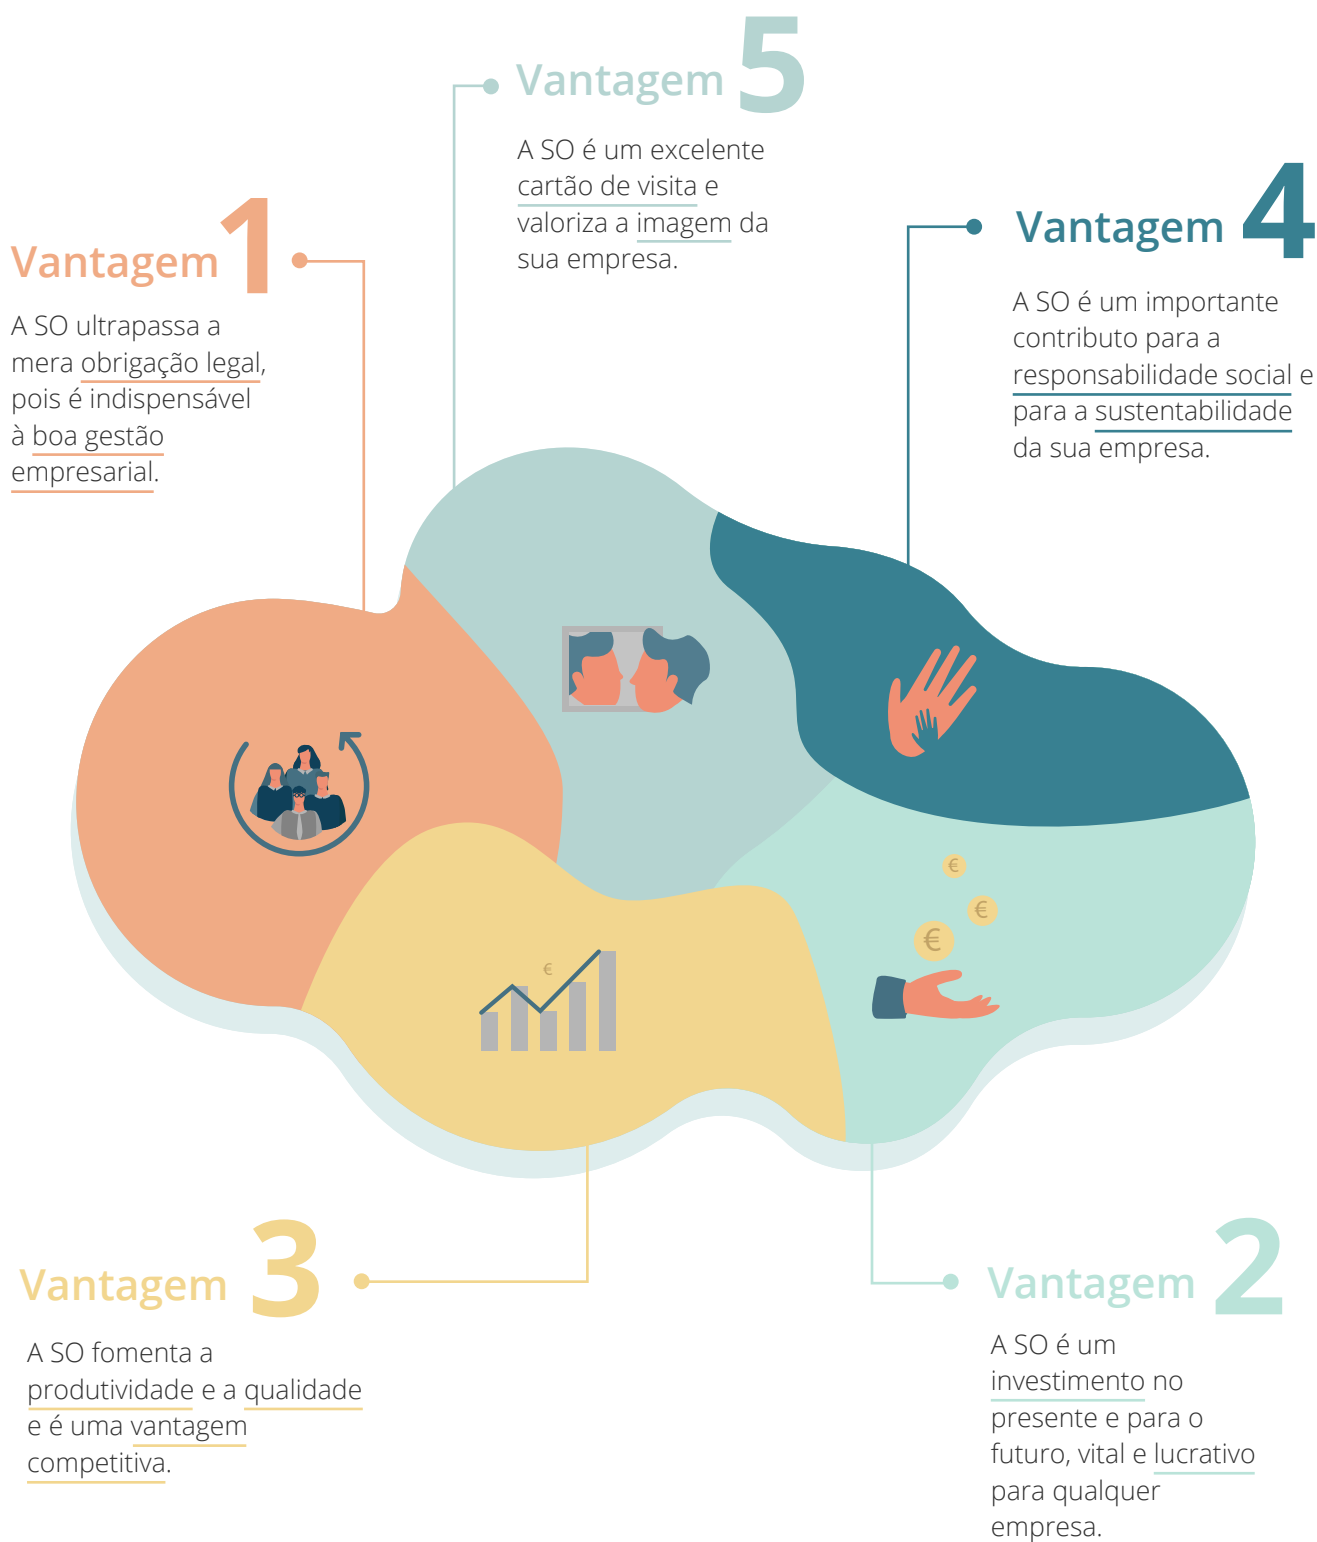 Vantagem 1
A SO ultrapassa a
mera obrigação legal,
pois é indispensável
à boa gestão
empresarial.
Vantagem 5
A SO é um excelente
cartão de visita e
valoriza a imagem da
sua empresa.
Vantagem 4
A SO é um importante
contributo para a
responsabilidade social e
para a sustentabilidade
da sua empresa.
€
€
€
€
Vantagem 3
A SO fomenta a
produtividade e a qualidade
e é uma vantagem
competitiva.
Vantagem 2
A SO é um
investimento no
presente e para o
futuro, vital e lucrativo
para qualquer
empresa.